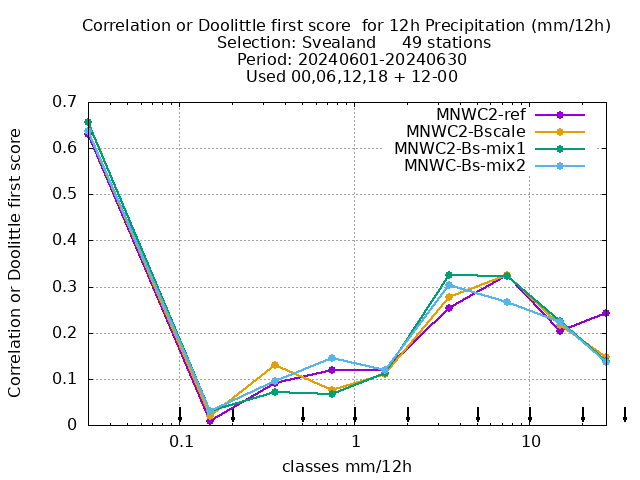 Correlation or Doolittle first score  for 12h Precipitation (mm/12h)
Selection: Svealand     49 stations
Period: 20240601-20240630
Used 00,06,12,18 + 12-00
MNWC2-ref
MNWC2-Bscale
MNWC2-Bs-mix1
MNWC-Bs-mix2
Correlation or Doolittle first score
0.7
0.6
0.5
0.4
0.3
0.2
0.1
0
0.1
1
10
classes mm/12h